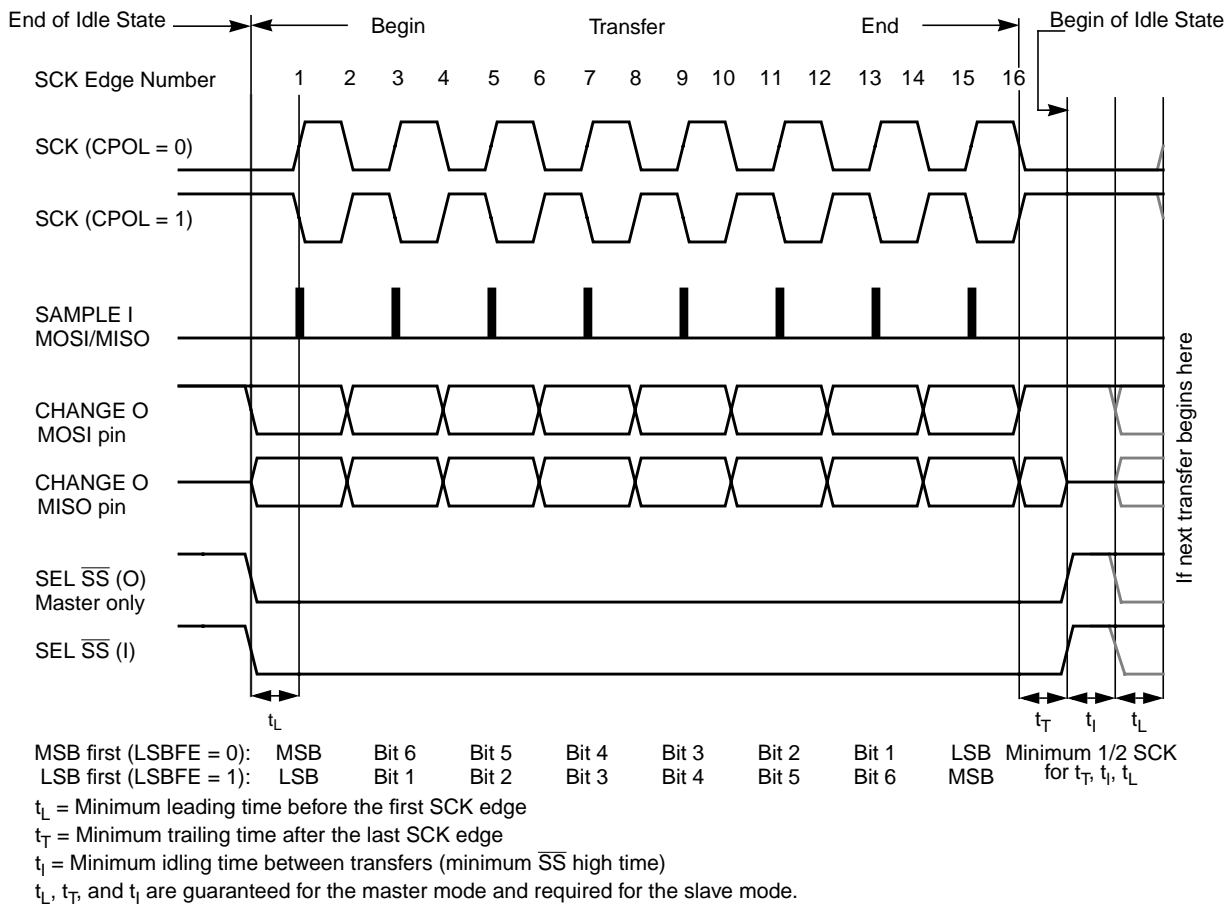 End of Idle State
Begin
Transfer
End
Begin of Idle State
SCK Edge Number
1 2 3 4 5 6 7 8 9 10 11 12 13 14 15 16
SCK (CPOL = 0)
SCK (CPOL = 1)
SAMPLE I
MOSI/MISO
CHANGE O
MOSI pin
CHANGE O
MISO pin
SEL S̅S̅ (O)
Master only
SEL S̅S̅ (I)
If next transfer begins here
tL
tT tI tL
MSB first (LSBFE = 0): MSB Bit 6 Bit 5 Bit 4 Bit 3 Bit 2 Bit 1 LSB
LSB first (LSBFE = 1): LSB Bit 1 Bit 2 Bit 3 Bit 4 Bit 5 Bit 6 MSB
Minimum 1/2 SCK
for tT, tI, tL
tL = Minimum leading time before the first SCK edge
tT = Minimum trailing time after the last SCK edge
tI = Minimum idling time between transfers (minimum S̅S̅ high time)
tL, tT, and tI are guaranteed for the master mode and required for the slave mode.